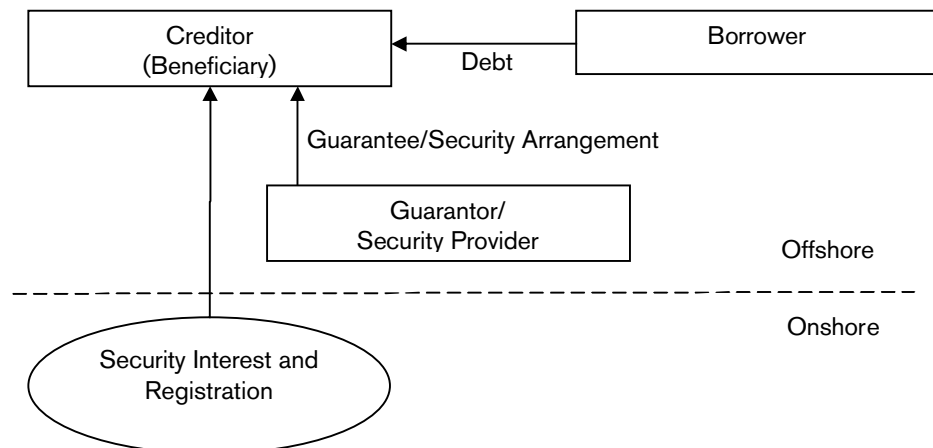 Creditor
(Beneficiary)
Borrower
Debt
Guarantee/Security Arrangement
Guarantor/
Security Provider
Offshore
Onshore
Security Interest and
Registration